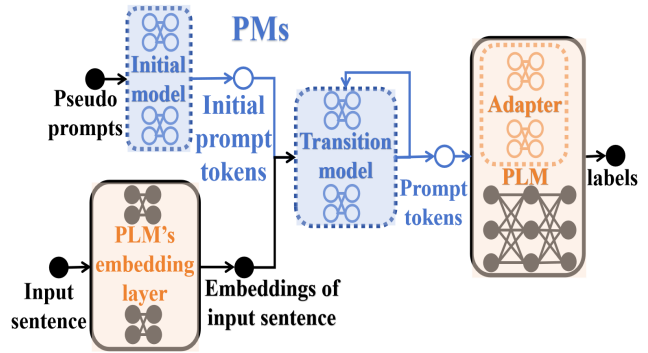 PMs
Initial
model
Pseudo
prompts
Initial
prompt
tokens
Transition
model
Prompt
tokens
Adapter
PLM
labels
PLM's
embedding
layer
Input
sentence
Embeddings of
input sentence